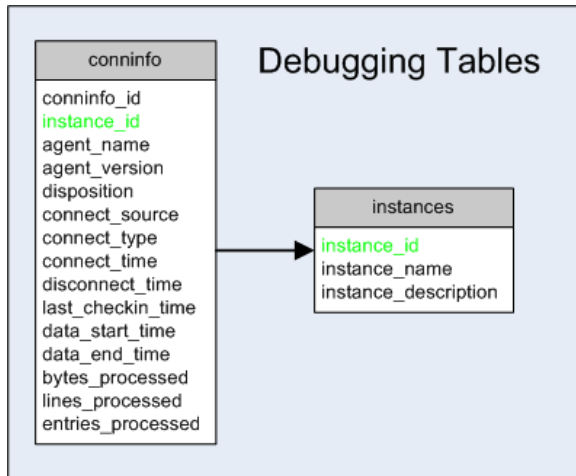 Debugging Tables
conninfo
conninfo_id
instance_id
agent_name
agent_version
disposition
connect_source
connect_type
connect_time
disconnect_time
last_checkin_time
data_start_time
data_end_time
bytes_processed
lines_processed
entries_processed
instances
instance_id
instance_name
instance_description